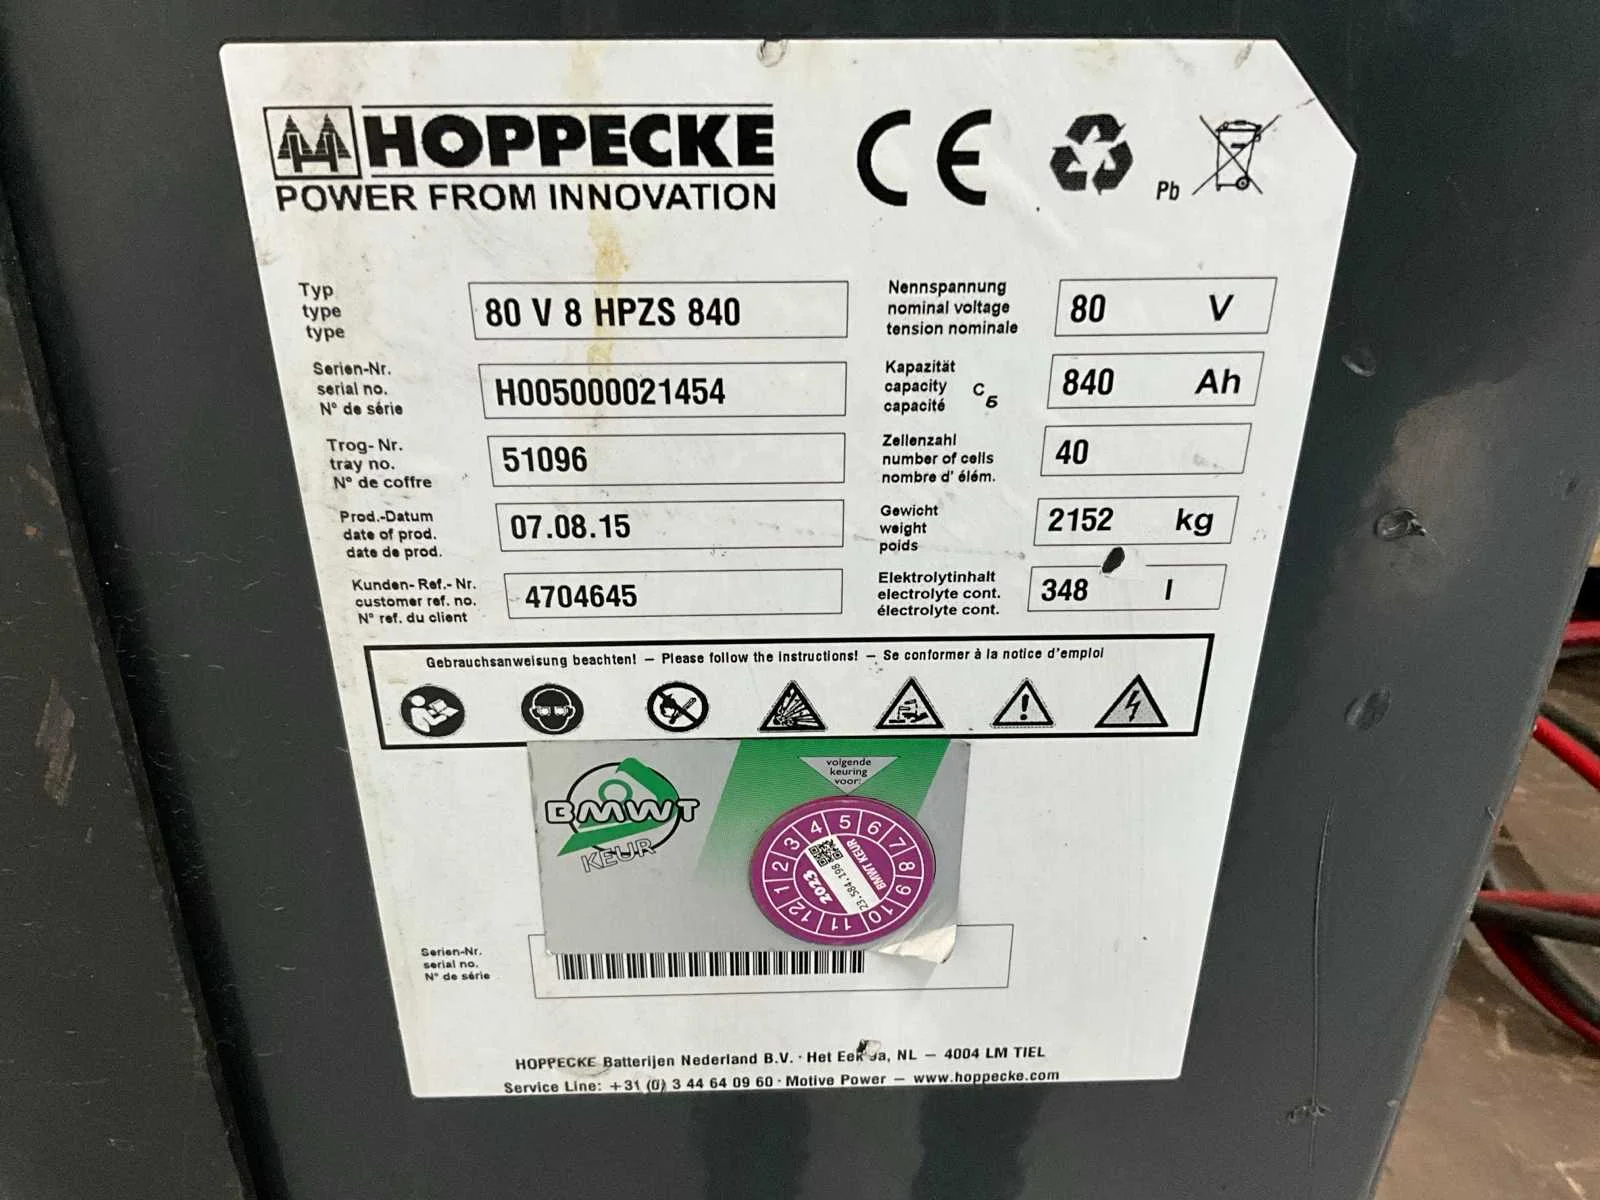 HOPPECKE
POWER FROM INNOVATION
CE
Pb
Typ
type
type
80 V 8 HPZS 840
Nennspannung
nominal voltage
tension nominale
80 V
Serien-Nr.
serial no.
N° de série
H005000021454
Kapazität
capacity C5
capacité
840 Ah
Trog-Nr.
tray no.
N° de coffre
51096
Zellenzahl
number of cells
nombre d' élém.
40
Prod.-Datum
date of prod.
date de prod.
07.08.15
Gewicht
weight
poids
2152 kg
Kunden-Ref.-Nr.
customer ref. no.
N° ref. du client
4704645
Elektrolytinhalt
electrolyte cont.
électrolyte cont.
348 l
Gebrauchsanweisung beachten! – Please follow the instructions! – Se conformer à la notice d'emploi
BMWT
KEUR
volgende
keuring
voor:
1 2 3 4 5 6 7 8 9 10 11 12
2023
23.584.198
BMWT KEUR
Serien-Nr.
serial no.
N° de série
HOPPECKE Batterijen Nederland B.V. · Het , NL – 4004 LM TIEL
Service Line: +31 (0) 3 44 64 09 60 · Motive Power – www.hoppecke.com